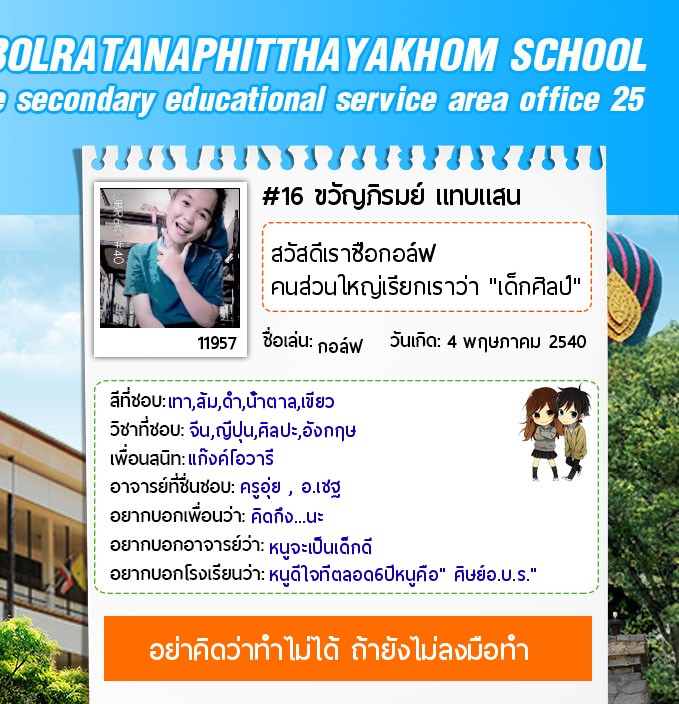 BOLRATANAPHITTHAYAKHOM SCHOOL
e secondary educational service area office 25
#16 ขวัญภิรมย์ แทบแสน
สวัสดีเราชื่อกอล์ฟ
คนส่วนใหญ่เรียกเราว่า "เด็กศิลป์"
11957
ชื่อเล่น: กอล์ฟ วันเกิด: 4 พฤษภาคม 2540
สีที่ชอบ:เทา,ส้ม,ดำ,น้ำตาล,เขียว
วิชาที่ชอบ: จีน,ญี่ปุ่น,ศิลปะ,อังกฤษ
เพื่อนสนิท:แก๊งค์โอวารี
อาจารย์ที่ชื่นชอบ: ครูอุ่ย , อ.เชฐ
อยากบอกเพื่อนว่า: คิดถึง...นะ
อยากบอกอาจารย์ว่า: หนูจะเป็นเด็กดี
อยากบอกโรงเรียนว่า: หนูดีใจที่ตลอด6ปีหนูคือ" ศิษย์อ.บ.ร."
อย่าคิดว่าทำไม่ได้ ถ้ายังไม่ลงมือทำ